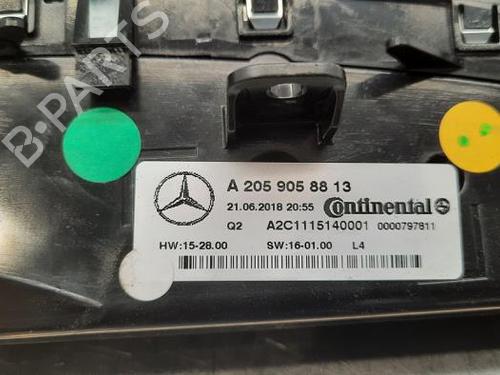 B-PARTS
A 205 905 88 13
21.06.2018 20:55 Continental
Q2 A2C1115140001 0000797811
HW:15-28.00 SW:16-01.00 L4